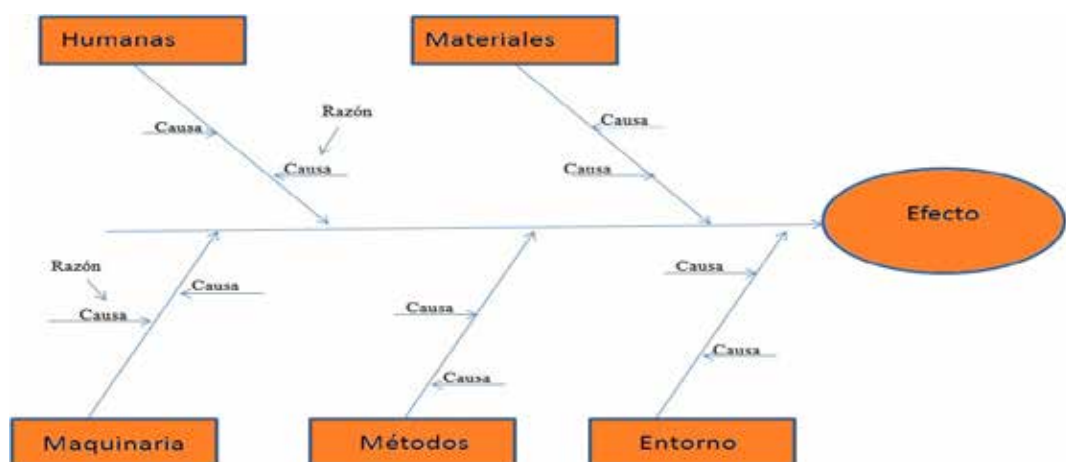 Humanas
Materiales
Razón
Causa
Causa
Causa
Causa
Efecto
Razón
Causa
Causa
Causa
Causa
Causa
Causa
Maquinaria
Métodos
Entorno